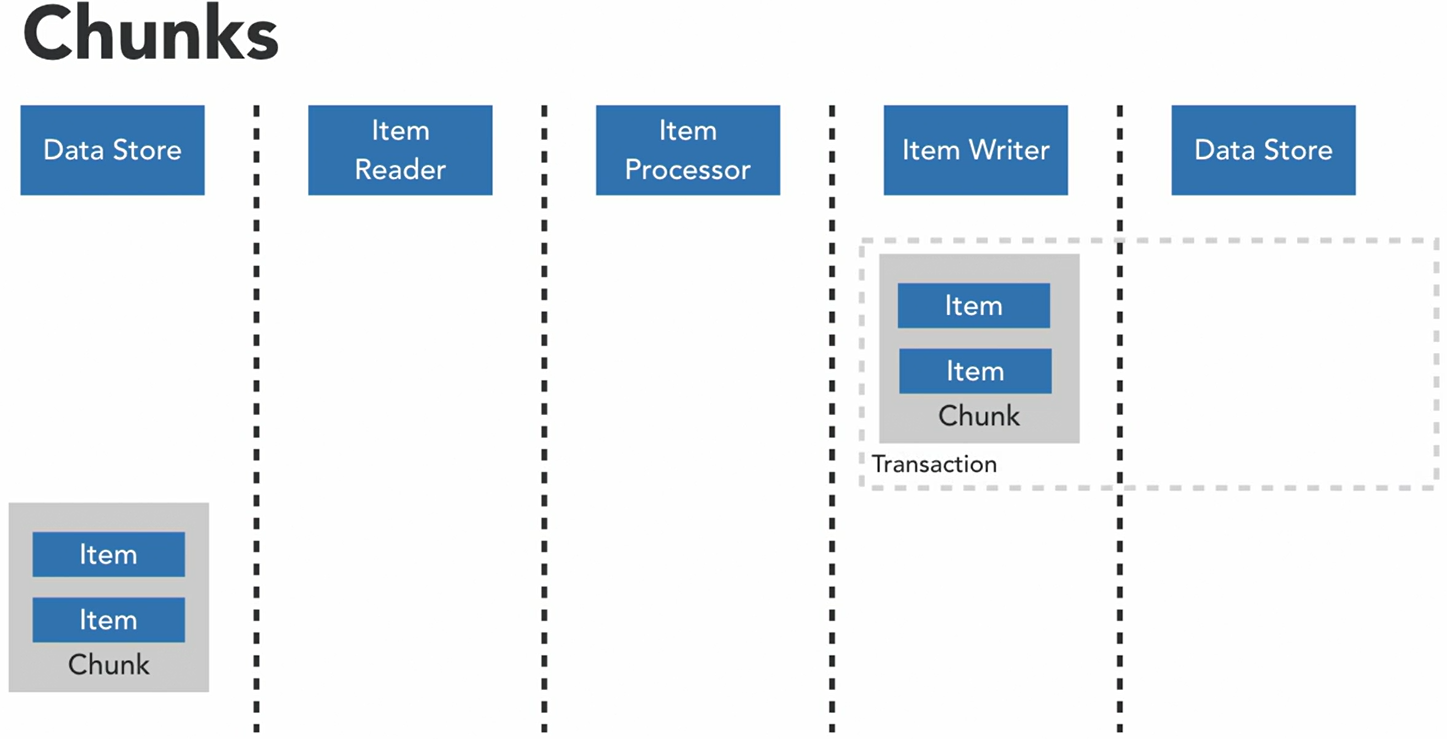 Chunks
Data Store
Item
Reader
Item
Processor
Item Writer
Data Store
Item
Item
Chunk
Transaction
Item
Item
Chunk